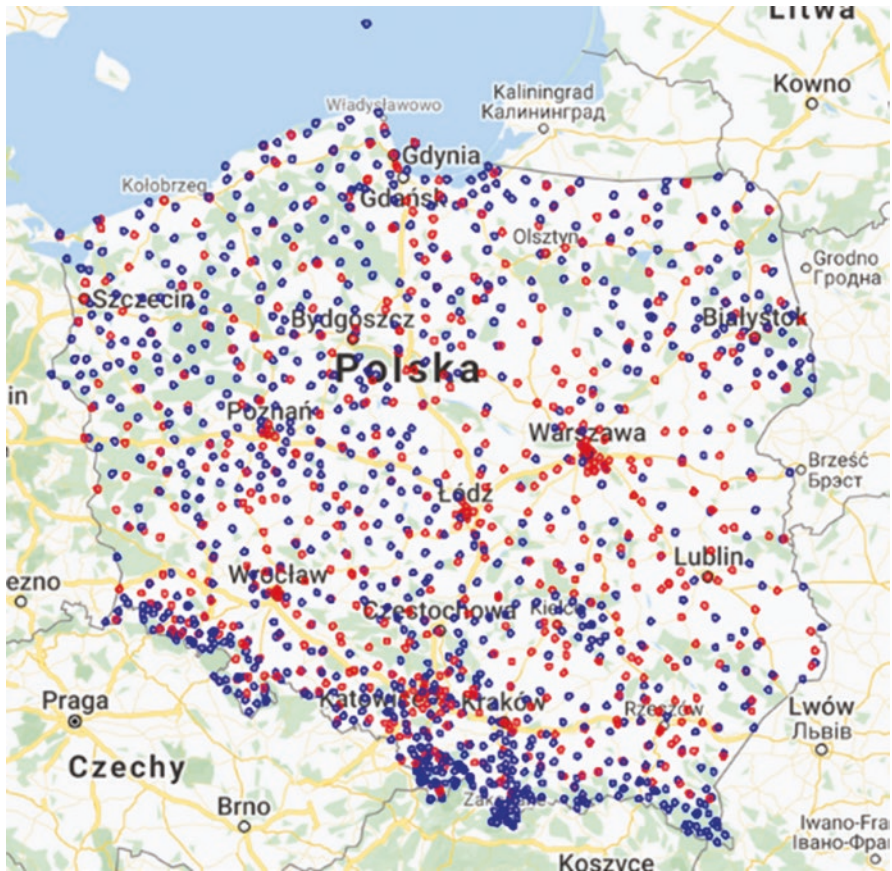 Litwa
Kowno
Kaliningrad
Калининград
Władysławowo
Gdynia
Gdańsk
Kołobrzeg
Olsztyn
Grodno
Гродна
Szczecin
Bydgoszcz
Białystok
Polska
in
Poznań
Warszawa
Brześć
Брэст
Łódź
Lublin
ezno
Wrocław
Częstochowa
Kielce
Katowice
Kraków
Rzeszów
Praga
Lwów
Львів
Czechy
Brno
Iwano-Fra
Івано-Фран
Koszyce